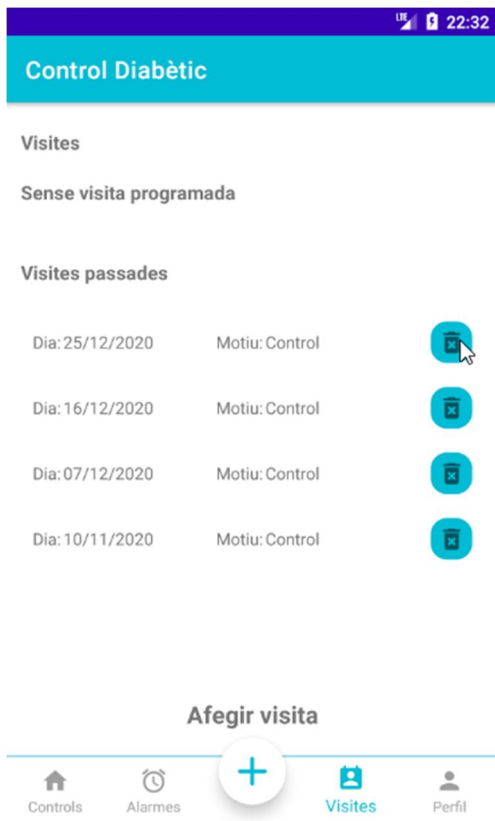 LTE 22:32
Control Diabètic
Visites
Sense visita programada
Visites passades
Dia: 25/12/2020 Motiu: Control
Dia: 16/12/2020 Motiu: Control
Dia: 07/12/2020 Motiu: Control
Dia: 10/11/2020 Motiu: Control
Afegir visita
Controls Alarmes Visites Perfil